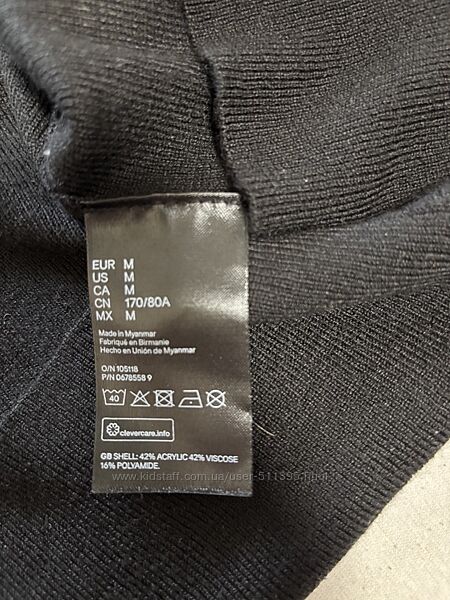 EUR M
US M
CA M
CN 170/80A
MX M
Made in Myanmar
Fabriqué en Birmanie
Hecho en Unión de Myanmar
O/N 105118
P/N 0678558 9
40
clevercare.info
GB SHELL: 42% ACRYLIC 42% VISCOSE
16% POLYAMIDE.